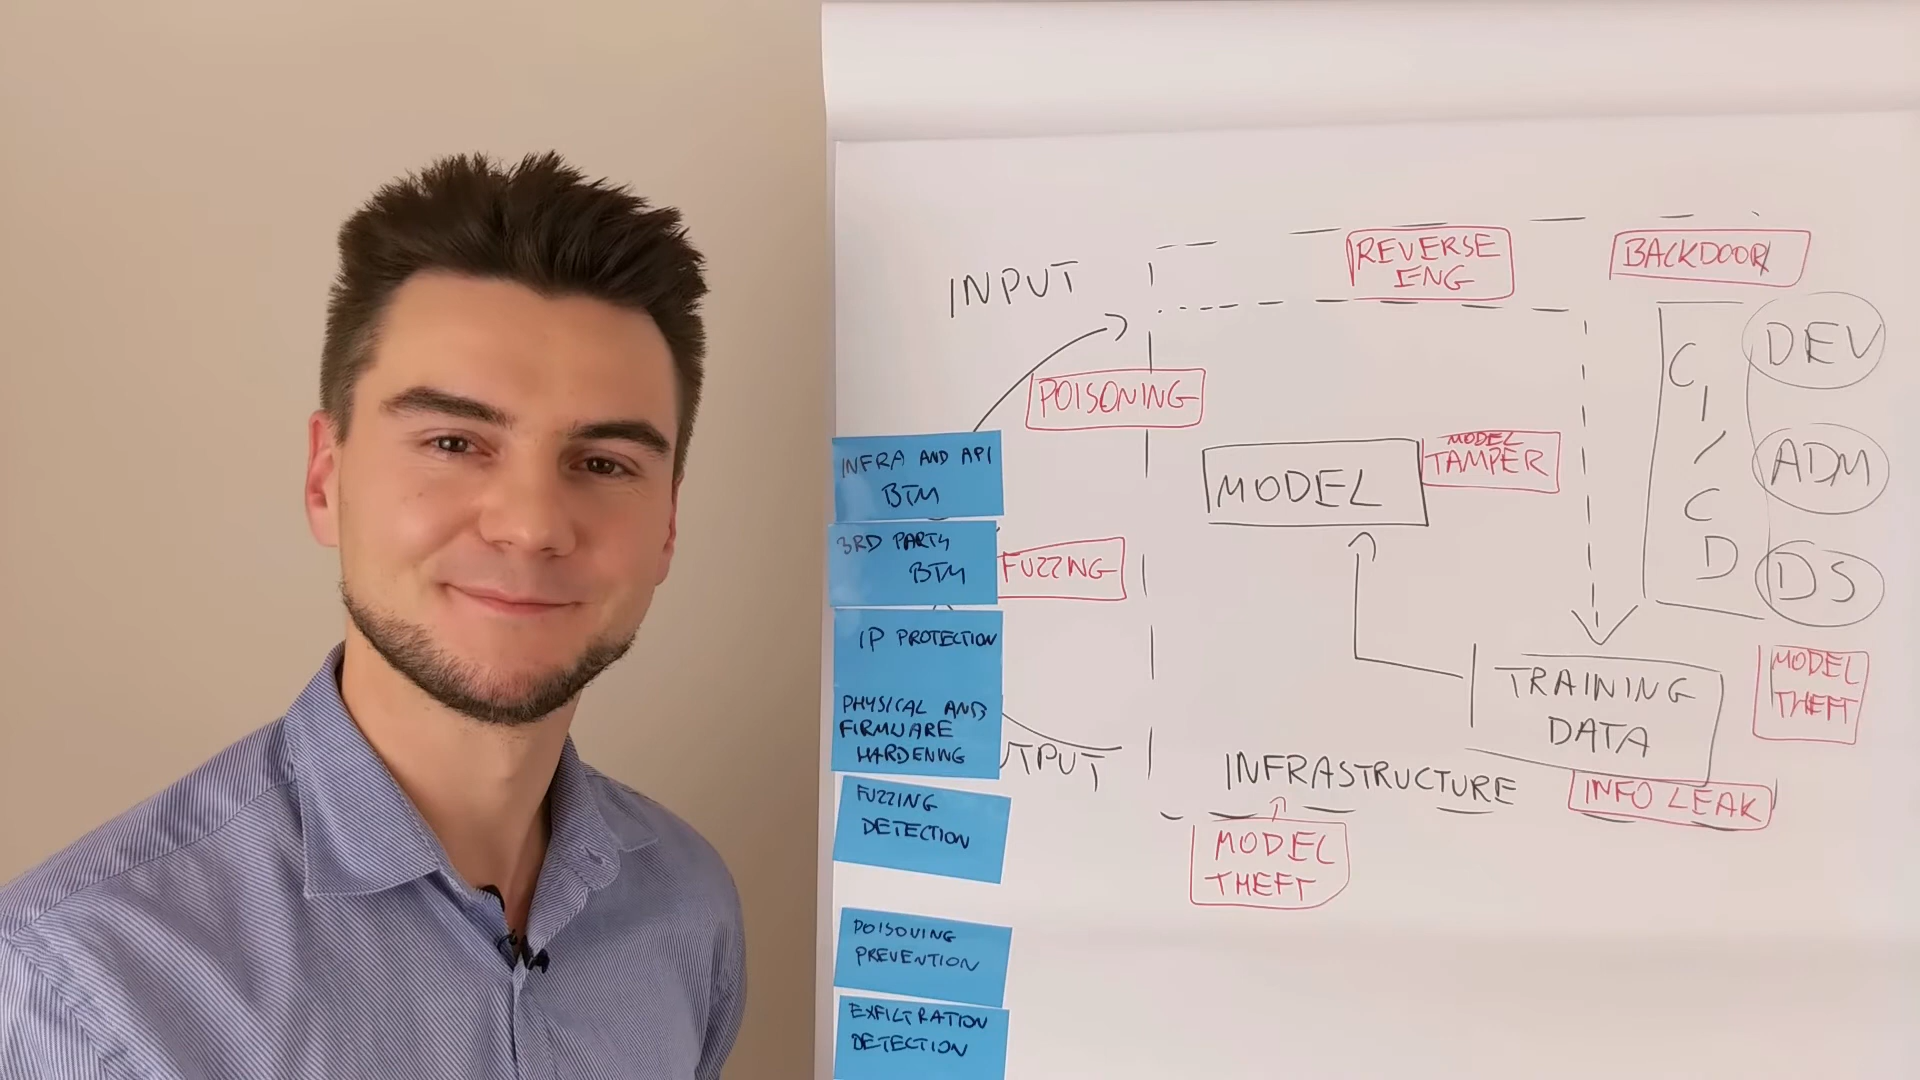 INPUT
REVERSE
ENG
BACKDOOR
DEV
C
I
/
C
D
POISONING
MODEL
MODEL
TAMPER
ADM
INFRA AND API
BTM
3RD PARTY
BTM
FUZZING
DS
IP PROTECTION
PHYSICAL AND
FIRMWARE
HARDENING
UTPUT
TRAINING
DATA
MODEL
THEFT
INFRASTRUCTURE
INFO LEAK
FUZZING
DETECTION
MODEL
THEFT
POISONING
PREVENTION
EXFILTRATION
DETECTION